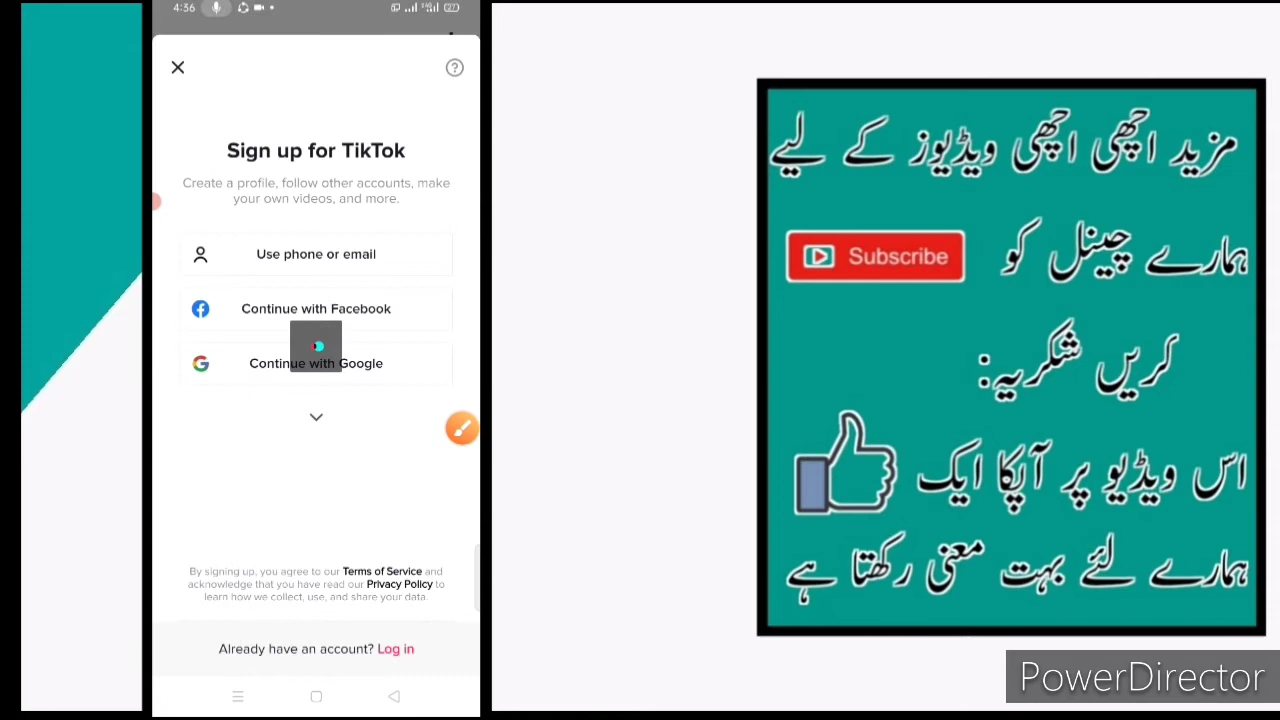 4:36
Sign up for TikTok
Create a profile, follow other accounts, make
your own videos, and more.
Use phone or email
Continue with Facebook
Continue with Google
By signing up, you agree to our Terms of Service and
acknowledge that you have read our Privacy Policy to
learn how we collect, use, and share your data.
Already have an account? Log in
مزید اچھی اچھی ویڈیوز کے لیے
ہمارے چینل کو Subscribe
کریں شکریہ:
اس ویڈیو پر آپکا ایک
ہمارے لئے بہت معنی رکھتا ہے
PowerDirector